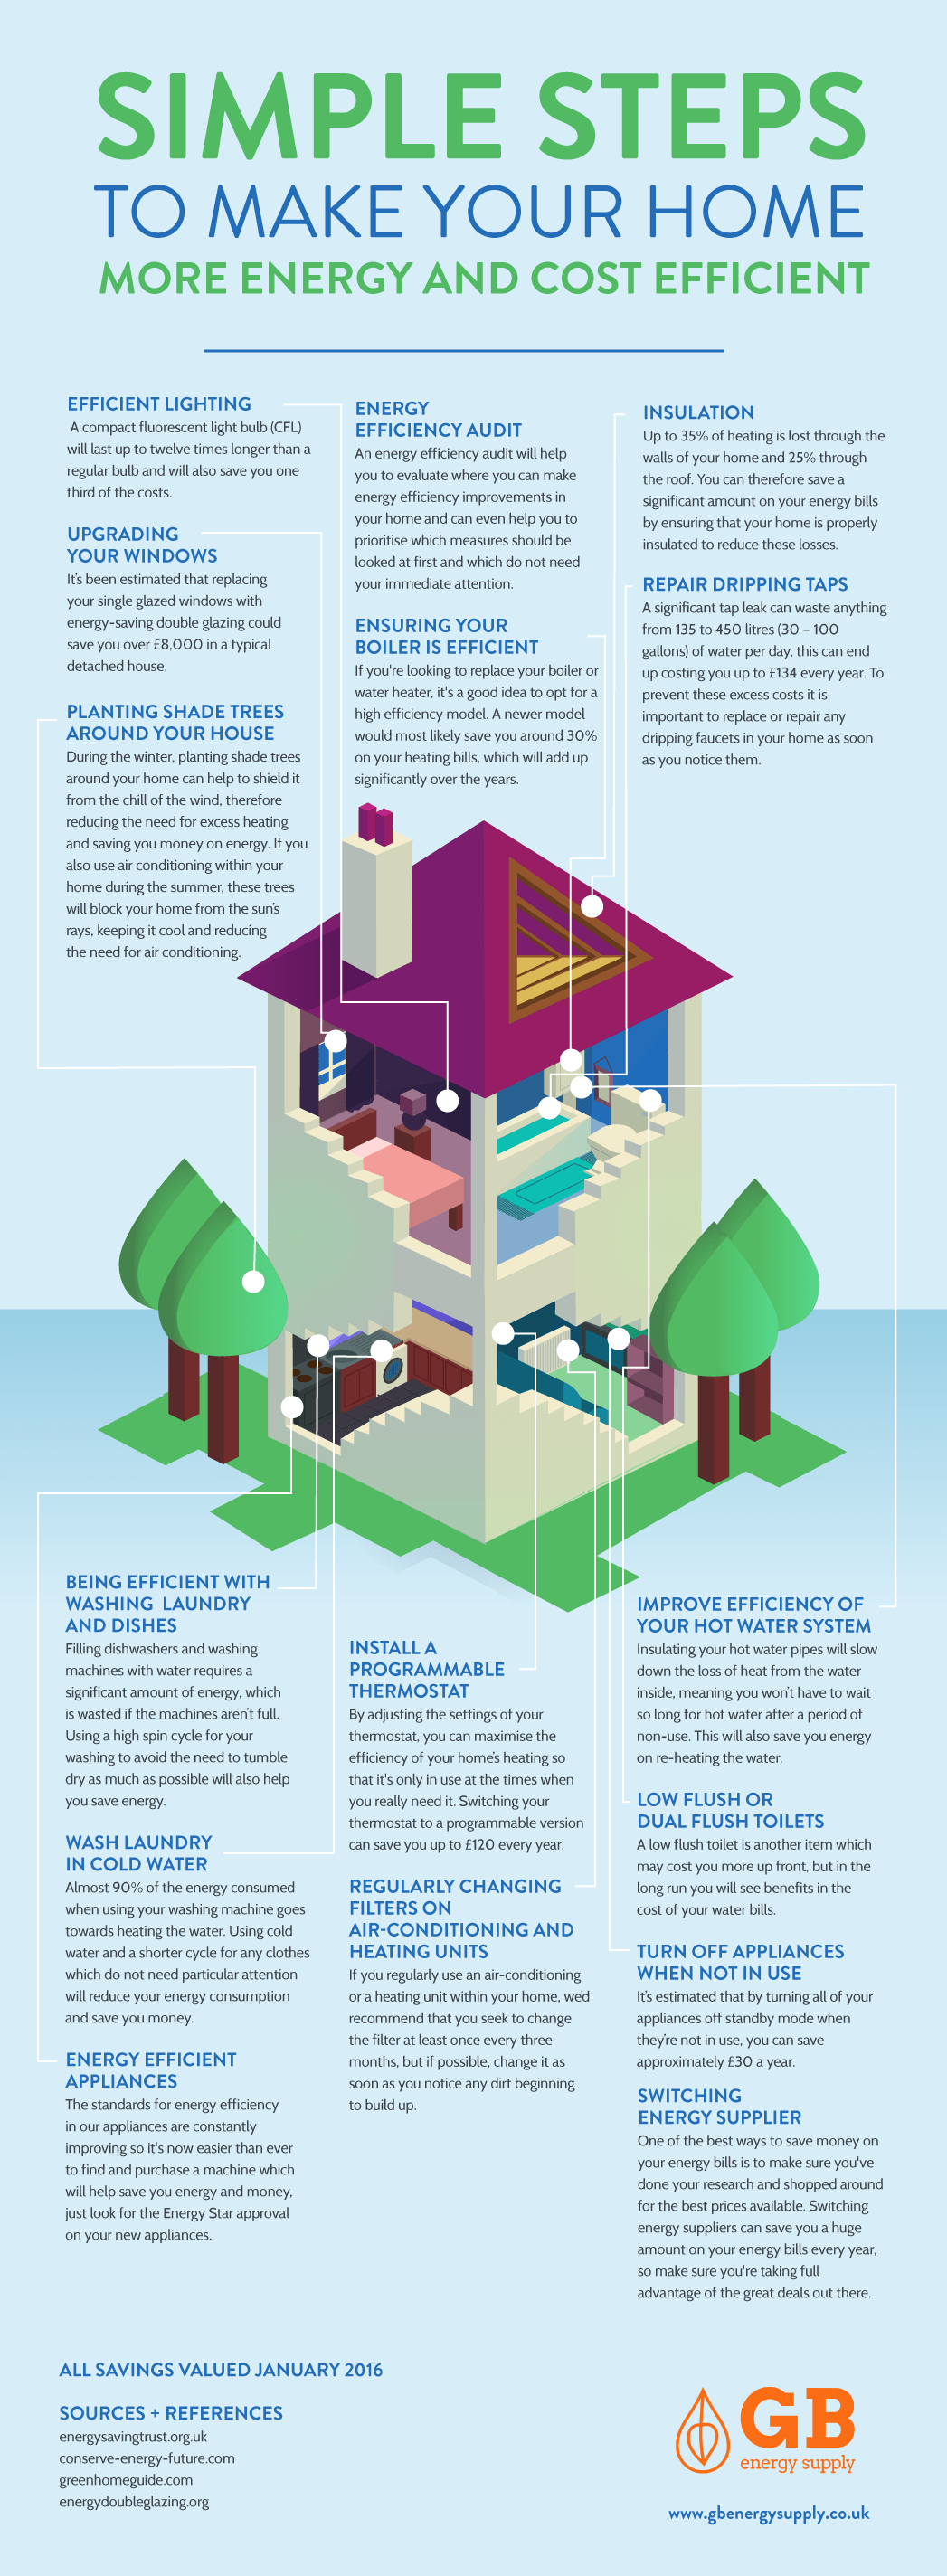 SIMPLE STEPS
TO MAKE YOUR HOME
MORE ENERGY AND COST EFFICIENT
EFFICIENT LIGHTING
A compact fluorescent light bulb (CFL)
will last up to twelve times longer than a
regular bulb and will also save you one
third of the costs.
UPGRADING
YOUR WINDOWS
It's been estimated that replacing
your single glazed windows with
energy-saving double glazing could
save you over £8,000 in a typical
detached house.
PLANTING SHADE TREES
AROUND YOUR HOUSE
During the winter, planting shade trees
around your home can help to shield it
from the chill of the wind, therefore
reducing the need for excess heating
and saving you money on energy. If you
also use air conditioning within your
home during the summer, these trees
will block your home from the sun's
rays, keeping it cool and reducing
the need for air conditioning.
ENERGY
EFFICIENCY AUDIT
An energy efficiency audit will help
you to evaluate where you can make
energy efficiency improvements in
your home and can even help you to
prioritise which measures should be
looked at first and which do not need
your immediate attention.
ENSURING YOUR
BOILER IS EFFICIENT
If you're looking to replace your boiler or
water heater, it's a good idea to opt for a
high efficiency model. A newer model
would most likely save you around 30%
on your heating bills, which will add up
significantly over the years.
INSULATION
Up to 35% of heating is lost through the
walls of your home and 25% through
the roof. You can therefore save a
significant amount on your energy bills
by ensuring that your home is properly
insulated to reduce these losses.
REPAIR DRIPPING TAPS
A significant tap leak can waste anything
from 135 to 450 litres (30 – 100
gallons) of water per day, this can end
up costing you up to £134 every year. To
prevent these excess costs it is
important to replace or repair any
dripping faucets in your home as soon
as you notice them.
BEING EFFICIENT WITH
WASHING LAUNDRY
AND DISHES
Filling dishwashers and washing
machines with water requires a
significant amount of energy, which
is wasted if the machines aren't full.
Using a high spin cycle for your
washing to avoid the need to tumble
dry as much as possible will also help
you save energy.
WASH LAUNDRY
IN COLD WATER
Almost 90% of the energy consumed
when using your washing machine goes
towards heating the water. Using cold
water and a shorter cycle for any clothes
which do not need particular attention
will reduce your energy consumption
and save you money.
ENERGY EFFICIENT
APPLIANCES
The standards for energy efficiency
in our appliances are constantly
improving so it's now easier than ever
to find and purchase a machine which
will help save you energy and money,
just look for the Energy Star approval
on your new appliances.
INSTALL A
PROGRAMMABLE
THERMOSTAT
By adjusting the settings of your
thermostat, you can maximise the
efficiency of your home's heating so
that it's only in use at the times when
you really need it. Switching your
thermostat to a programmable version
can save you up to £120 every year.
REGULARLY CHANGING
FILTERS ON
AIR-CONDITIONING AND
HEATING UNITS
If you regularly use an air-conditioning
or a heating unit within your home, we'd
recommend that you seek to change
the filter at least once every three
months, but if possible, change it as
soon as you notice any dirt beginning
to build up.
IMPROVE EFFICIENCY OF
YOUR HOT WATER SYSTEM
Insulating your hot water pipes will slow
down the loss of heat from the water
inside, meaning you won't have to wait
so long for hot water after a period of
non-use. This will also save you energy
on re-heating the water.
LOW FLUSH OR
DUAL FLUSH TOILETS
A low flush toilet is another item which
may cost you more up front, but in the
long run you will see benefits in the
cost of your water bills.
TURN OFF APPLIANCES
WHEN NOT IN USE
It's estimated that by turning all of your
appliances off standby mode when
they're not in use, you can save
approximately £30 a year.
SWITCHING
ENERGY SUPPLIER
One of the best ways to save money on
your energy bills is to make sure you've
done your research and shopped around
for the best prices available. Switching
energy suppliers can save you a huge
amount on your energy bills every year,
so make sure you're taking full
advantage of the great deals out there.
ALL SAVINGS VALUED JANUARY 2016
SOURCES + REFERENCES
energysavingtrust.org.uk
conserve-energy-future.com
greenhomeguide.com
energydoubleglazing.org
GB
energy supply
www.gbenergysupply.co.uk